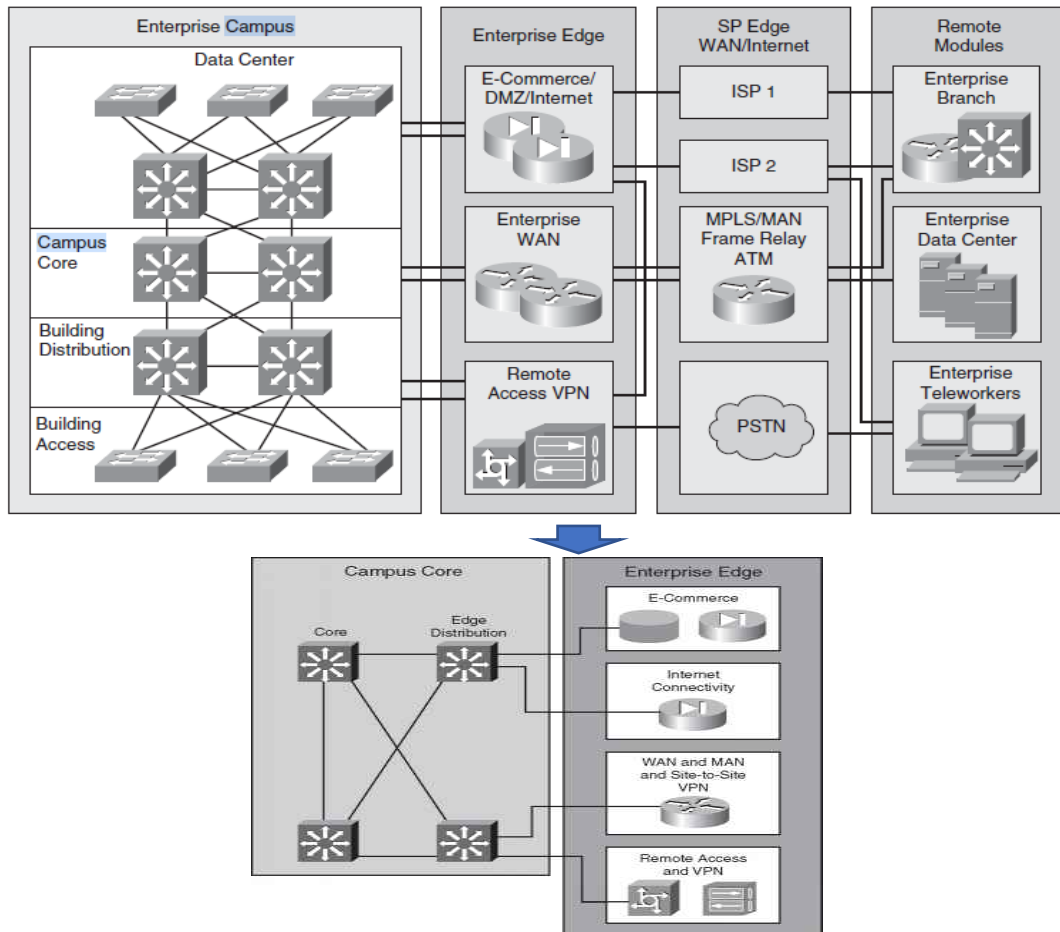 Enterprise Campus
Data Center
Campus
Core
Building
Distribution
Building
Access
Enterprise Edge
E-Commerce/
DMZ/Internet
Enterprise
WAN
Remote
Access VPN
SP Edge
WAN/Internet
ISP 1
ISP 2
MPLS/MAN
Frame Relay
ATM
PSTN
Remote
Modules
Enterprise
Branch
Enterprise
Data Center
Enterprise
Teleworkers
Campus Core
Core
Edge
Distribution
Enterprise Edge
E-Commerce
Internet
Connectivity
WAN and MAN
and Site-to-Site
VPN
Remote Access
and VPN